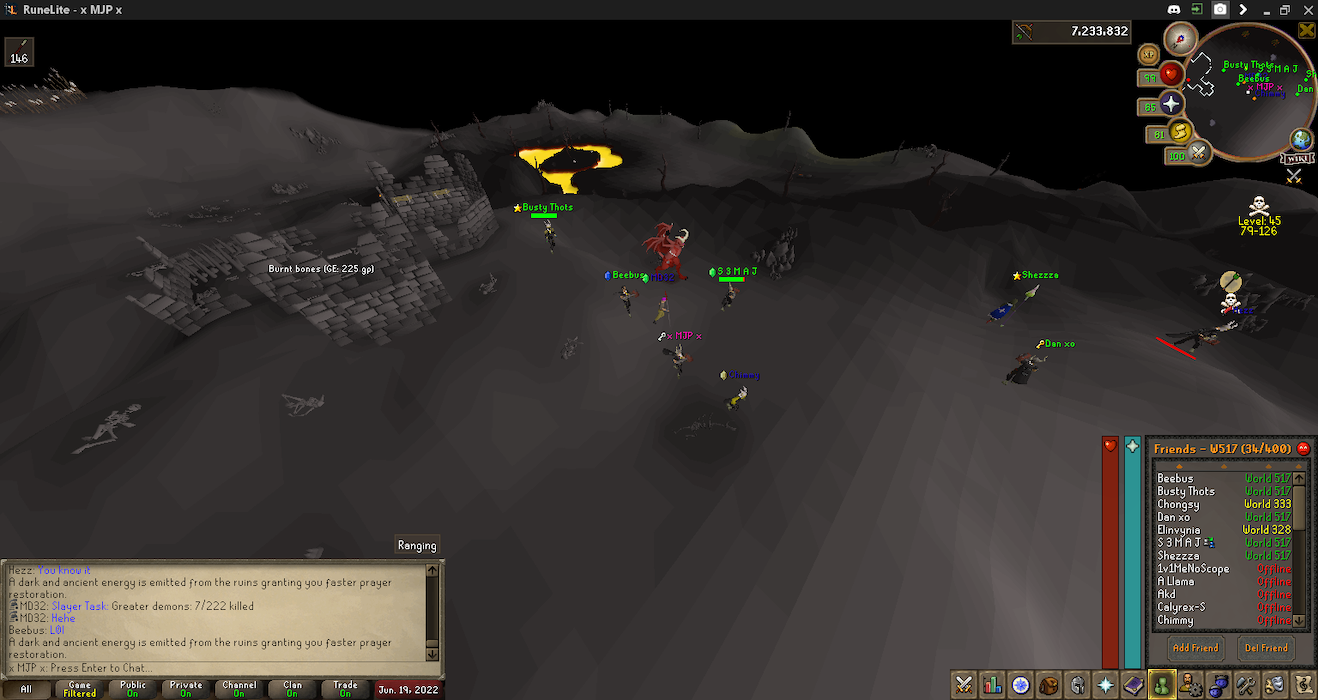 RuneLite - x MJP x
146
7,233,832
XP
99
85
81
100
WIKI
Busty Thots
S 3 M A J
Beebus
x MJP x
Chimmy
Dan
Level: 45
79-126
Busty Thots
Burnt bones (GE: 225 gp)
Beebus
MD32
S 3 M A J
Shezzza
x MJP x
Dan xo
Chimmy
Ranging
Hezz: You know it
A dark and ancient energy is emitted from the ruins granting you faster prayer
restoration.
MD32: Slayer Task: Greater demons: 7/222 killed
MD32: Hehe
Beebus: LOl
A dark and ancient energy is emitted from the ruins granting you faster prayer
restoration.
x MJP x: Press Enter to Chat...
All
Game Filtered
Public On
Private On
Channel On
Clan On
Trade On
Jun. 19, 2022
Friends - W517 (34/400)
Beebus World 517
Busty Thots World 517
Chongsy World 333
Dan xo World 517
Elinvynia World 328
S 3 M A J World 517
Shezzza World 517
1v1MeNoScope Offline
A Llama Offline
Akd Offline
Calyrex-S Offline
Chimmy Offline
Add Friend
Del Friend